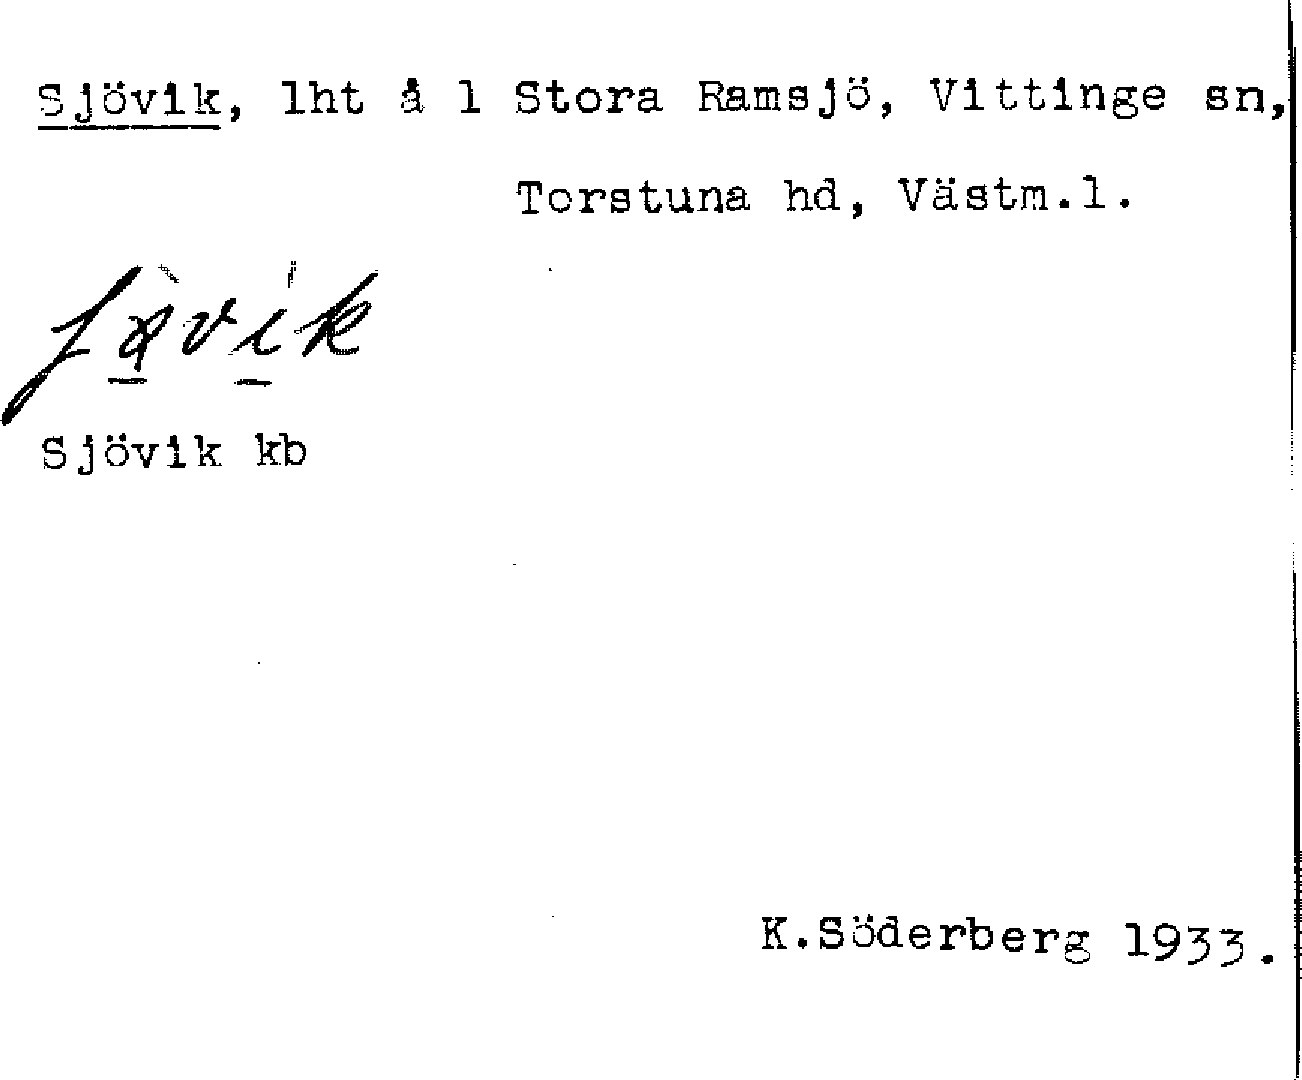 Sjövik, lht å 1 Stora Ramsjö, Vittinge sn,
Torstuna hd, Västm.l.
Sjövik kb
K.Söderberg 1933.